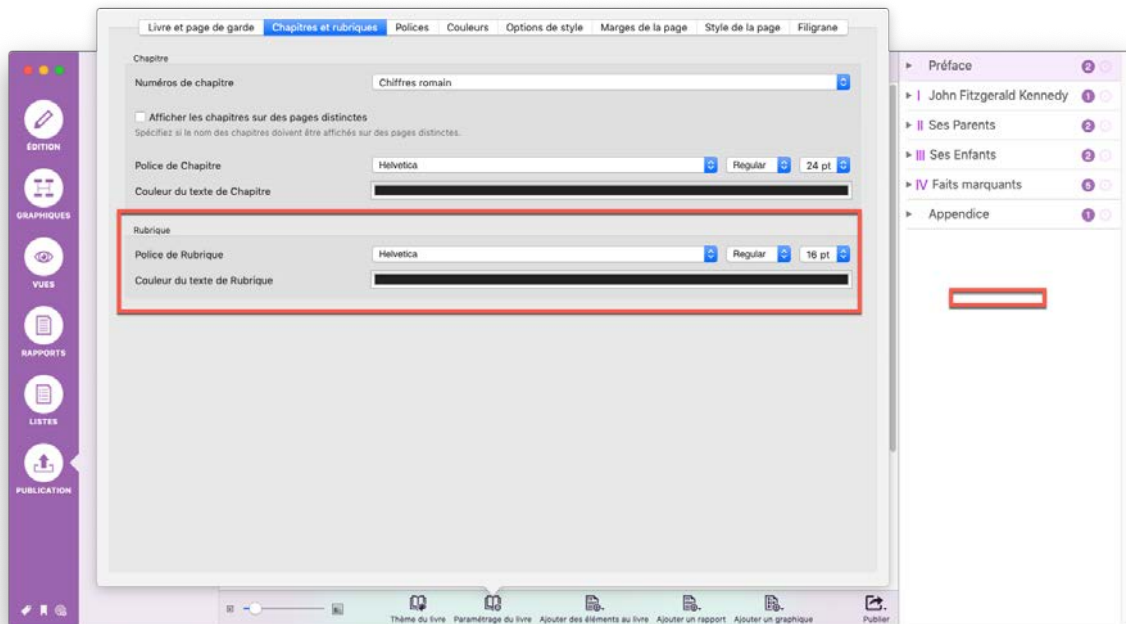 Livre et page de garde Chapitres et rubriques Polices Couleurs Options de style Marges de la page Style de la page Filigrane
Chapitre
Numéros de chapitre Chiffres romain
Afficher les chapitres sur des pages distinctes
Spécifiez si le nom des chapitres doivent être affichés sur des pages distinctes.
Police de Chapitre Helvetica Regular 24 pt
Couleur du texte de Chapitre
Rubrique
Police de Rubrique Helvetica Regular 16 pt
Couleur du texte de Rubrique
ÉDITION
GRAPHIQUES
VUES
RAPPORTS
LISTES
PUBLICATION
Préface 2
I John Fitzgerald Kennedy 1
II Ses Parents 2
III Ses Enfants 2
IV Faits marquants 5
Appendice 1
Thème du livre Paramétrage du livre Ajouter des éléments au livre Ajouter un rapport Ajouter un graphique Publier